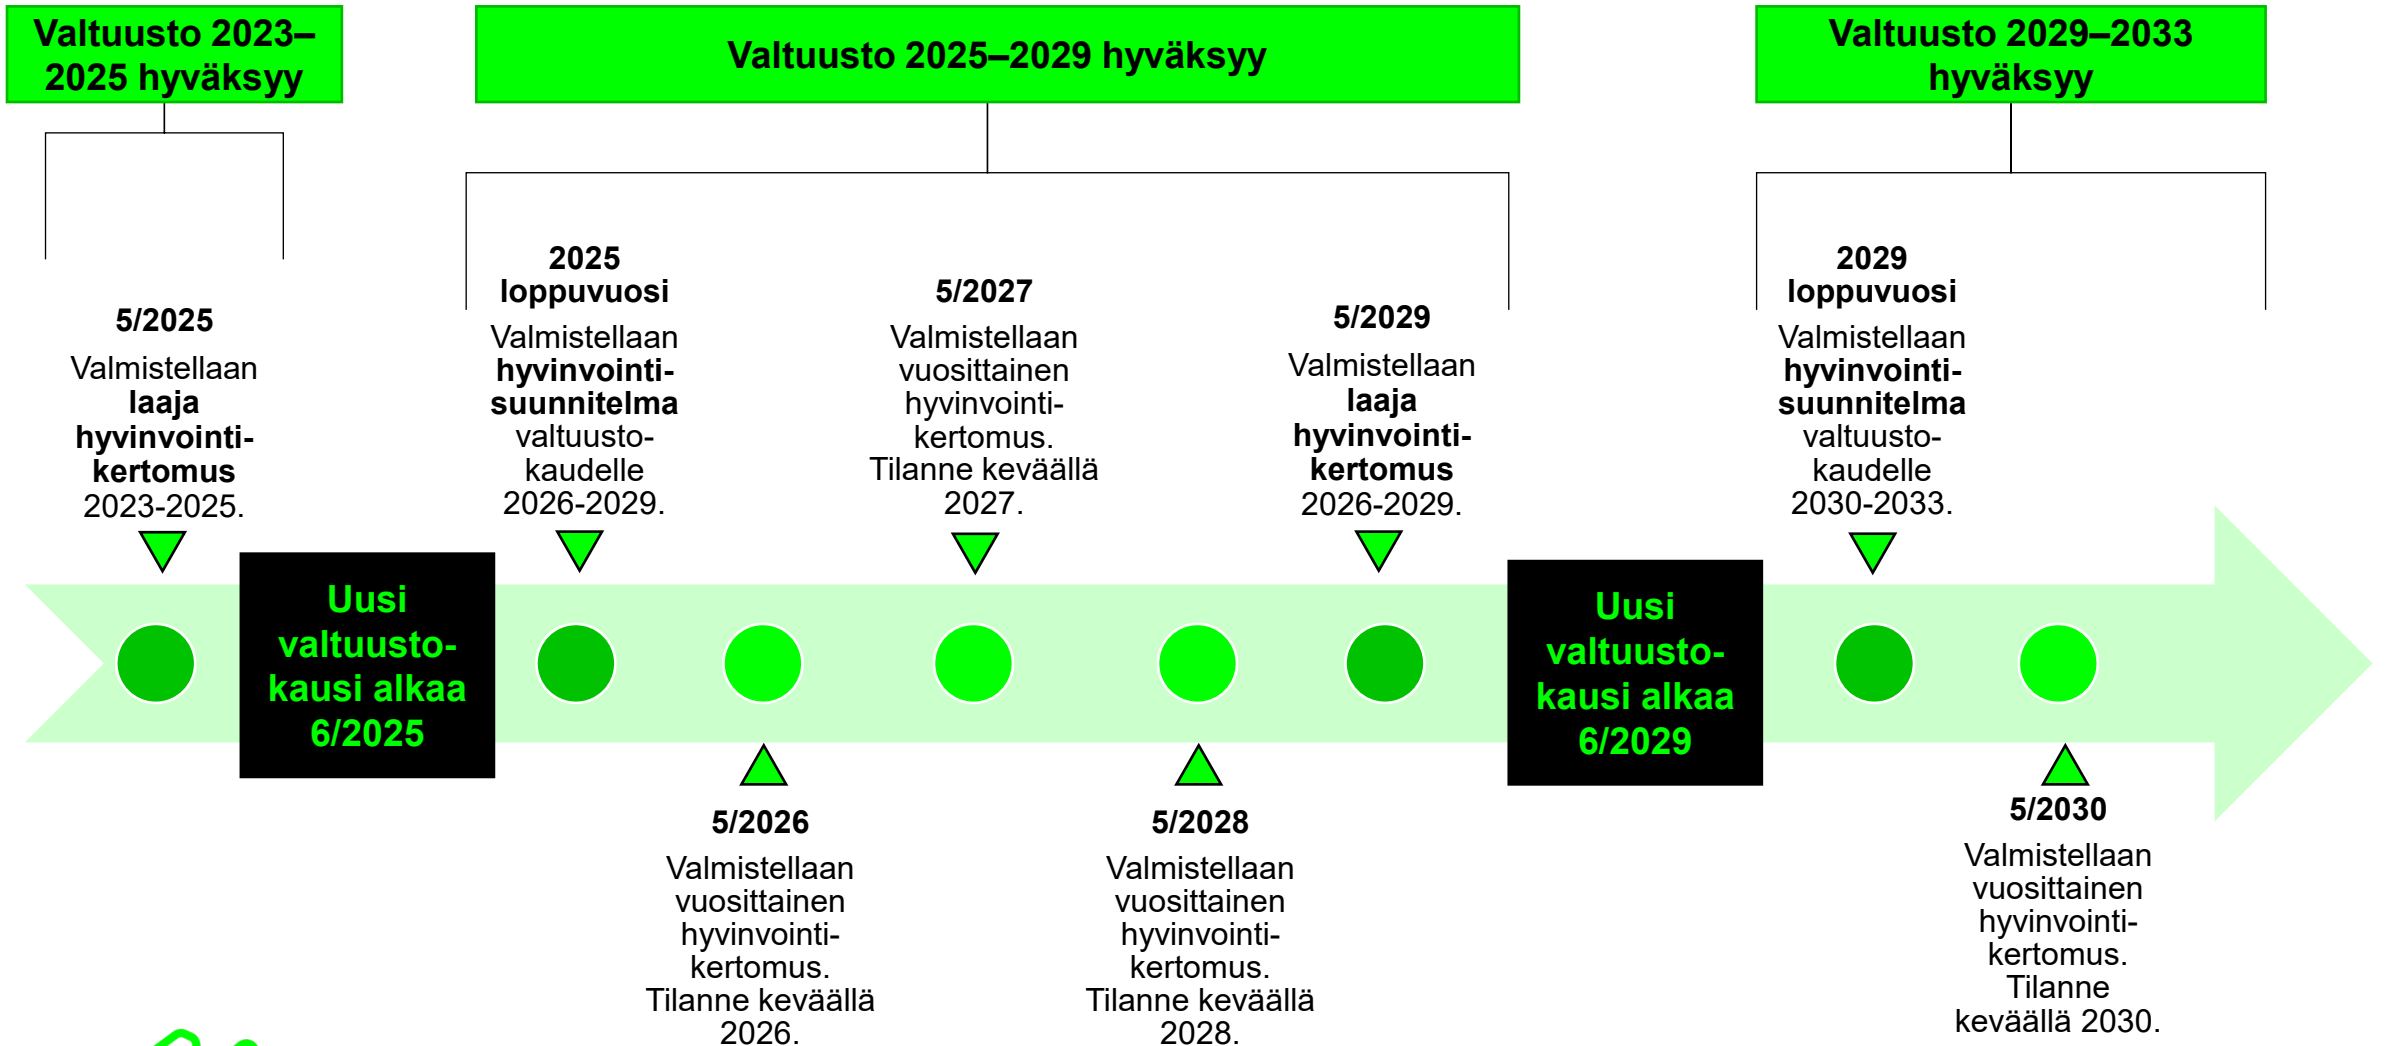 Valtuusto 2023–
2025 hyväksyy
Valtuusto 2025–2029 hyväksyy
Valtuusto 2029–2033
hyväksyy
5/2025
Valmistellaan
laaja
hyvinvointi-
kertomus
2023-2025.
Uusi
valtuusto-
kausi alkaa
6/2025
2025
loppuvuosi
Valmistellaan
hyvinvointi-
suunnitelma
valtuusto-
kaudelle
2026-2029.
5/2026
Valmistellaan
vuosittainen
hyvinvointi-
kertomus.
Tilanne keväällä
2026.
5/2027
Valmistellaan
vuosittainen
hyvinvointi-
kertomus.
Tilanne keväällä
2027.
5/2028
Valmistellaan
vuosittainen
hyvinvointi-
kertomus.
Tilanne keväällä
2028.
5/2029
Valmistellaan
laaja
hyvinvointi-
kertomus
2026-2029.
Uusi
valtuusto-
kausi alkaa
6/2029
2029
loppuvuosi
Valmistellaan
hyvinvointi-
suunnitelma
valtuusto-
kaudelle
2030-2033.
5/2030
Valmistellaan
vuosittainen
hyvinvointi-
kertomus.
Tilanne
keväällä 2030.